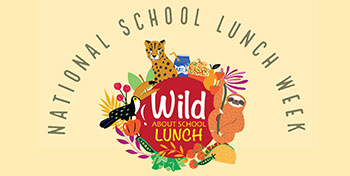 NATIONAL SCHOOL LUNCH WEEK
Wild
ABOUT SCHOOL
LUNCH